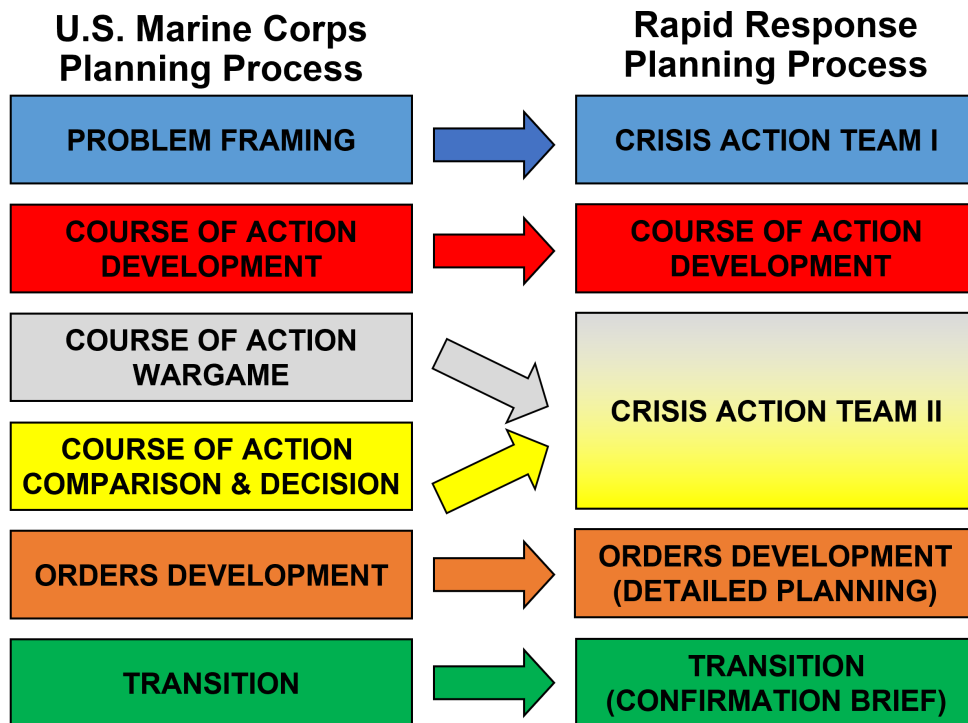 U.S. Marine Corps
Planning Process
Rapid Response
Planning Process
PROBLEM FRAMING
CRISIS ACTION TEAM I
COURSE OF ACTION
DEVELOPMENT
COURSE OF ACTION
DEVELOPMENT
COURSE OF ACTION
WARGAME
CRISIS ACTION TEAM II
COURSE OF ACTION
COMPARISON & DECISION
ORDERS DEVELOPMENT
ORDERS DEVELOPMENT
(DETAILED PLANNING)
TRANSITION
TRANSITION
(CONFIRMATION BRIEF)